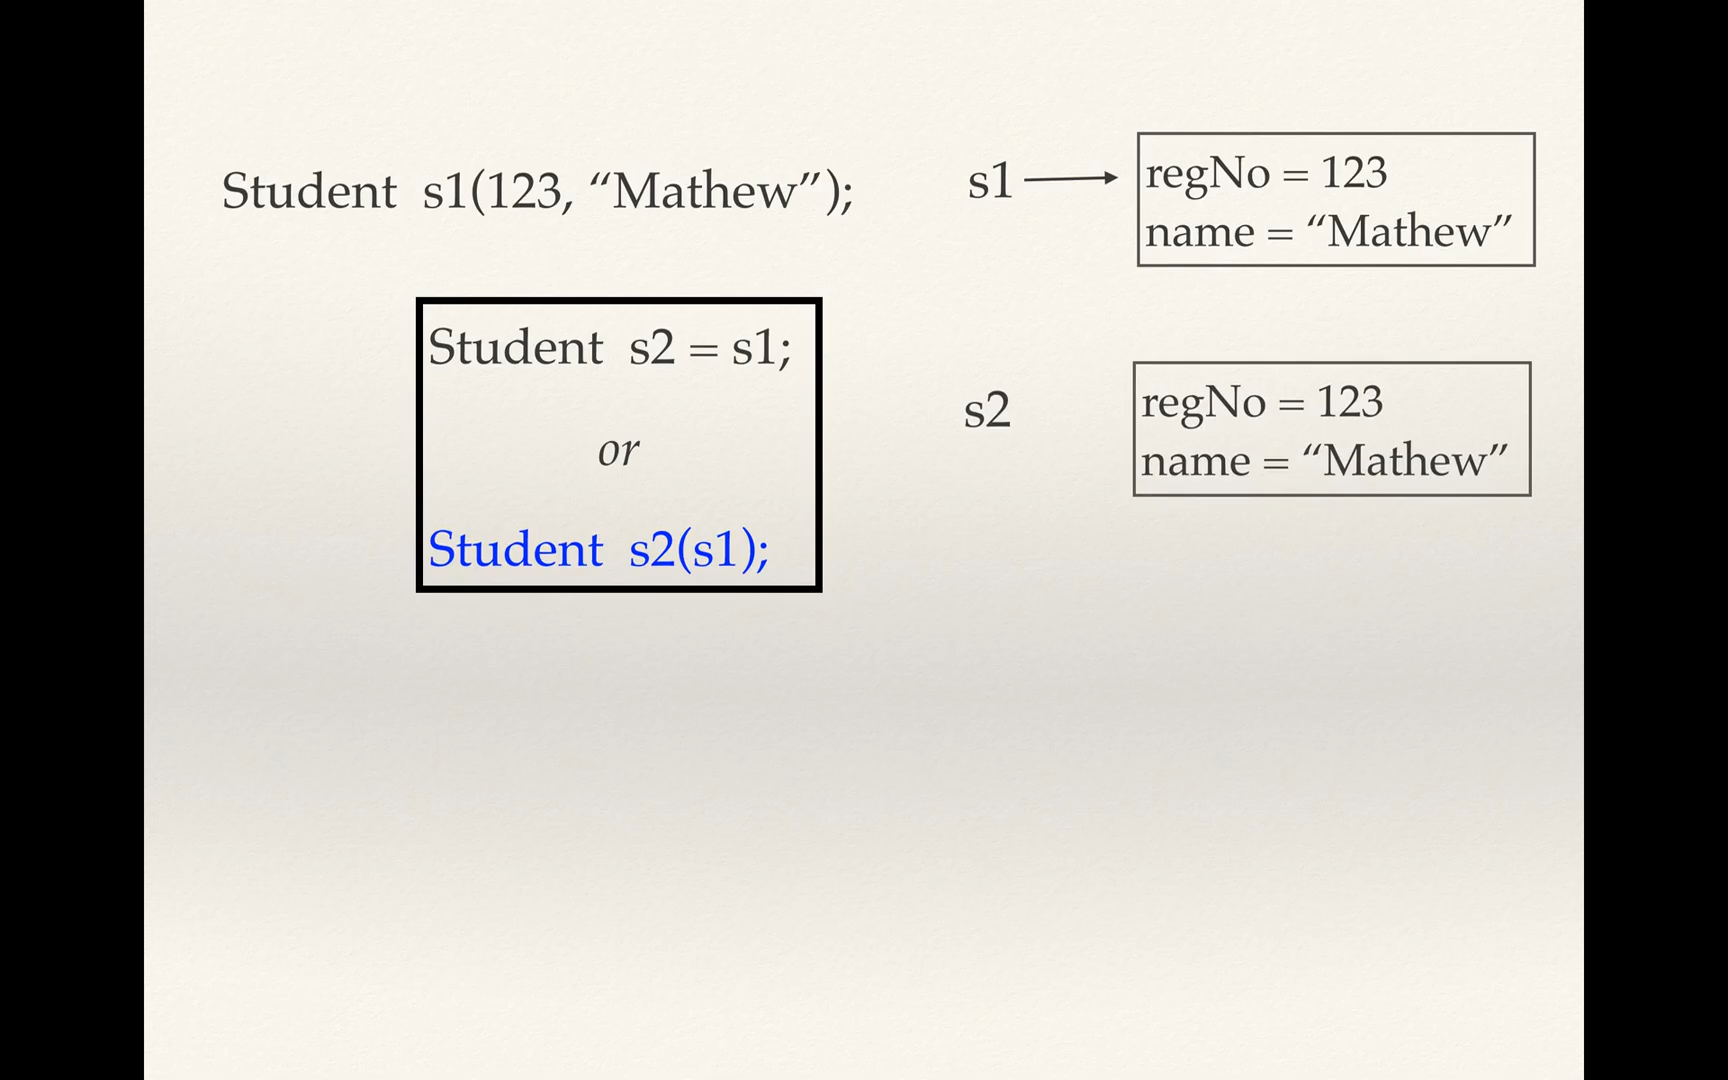 Student s1(123, “Mathew”);
s1
regNo = 123
name = “Mathew”
Student s2 = s1;
or
Student s2(s1);
s2
regNo = 123
name = “Mathew”